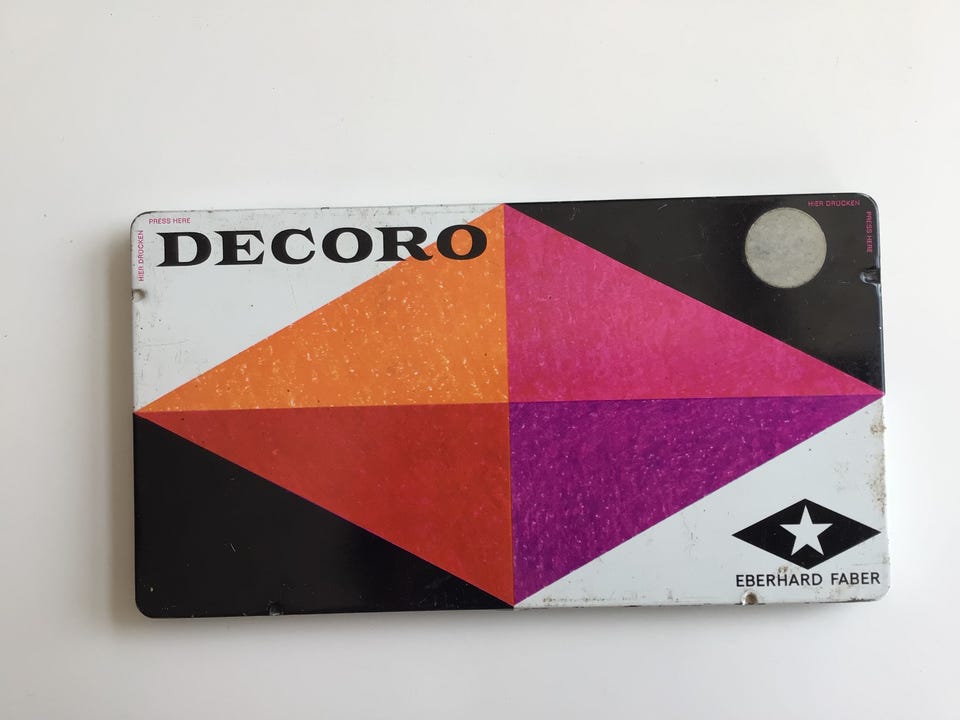 PRESS HERE
HIER DRÜCKEN
DECORO
HIER DRÜCKEN
PRESS HERE
EBERHARD FABER